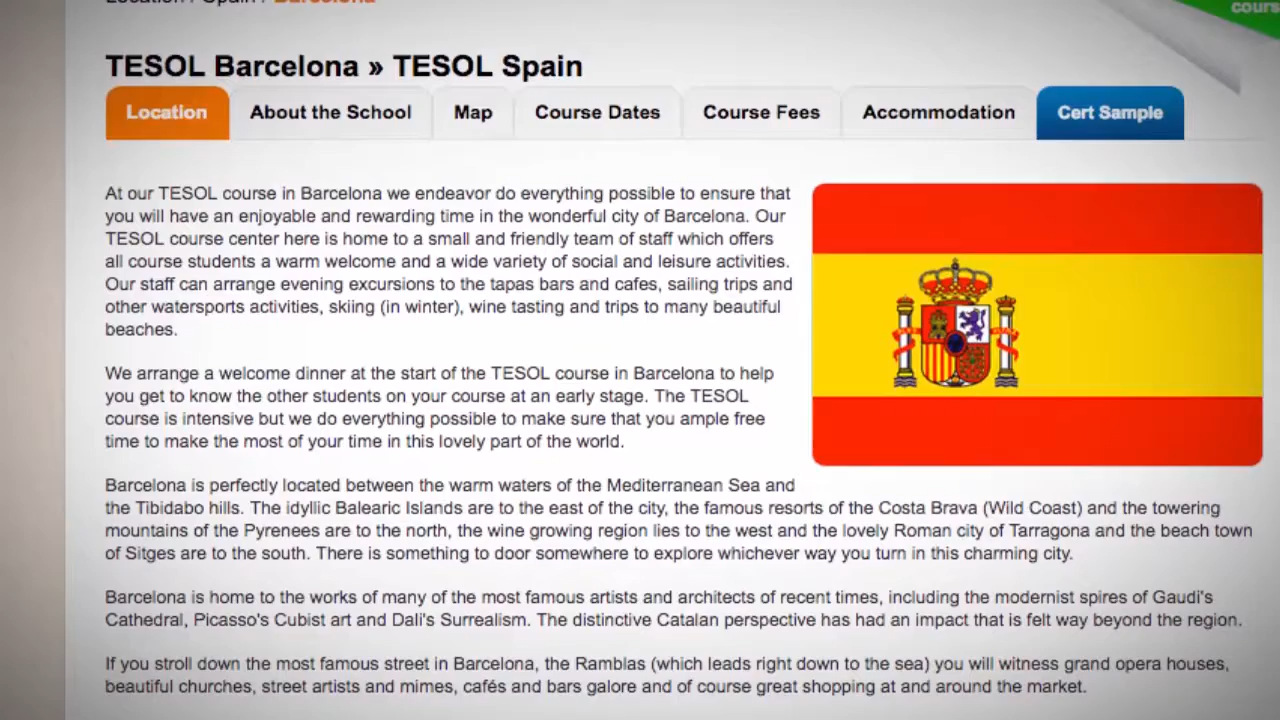 Location / Spain / Barcelona
cours
TESOL Barcelona » TESOL Spain
Location About the School Map Course Dates Course Fees Accommodation Cert Sample
At our TESOL course in Barcelona we endeavor do everything possible to ensure that
you will have an enjoyable and rewarding time in the wonderful city of Barcelona. Our
TESOL course center here is home to a small and friendly team of staff which offers
all course students a warm welcome and a wide variety of social and leisure activities.
Our staff can arrange evening excursions to the tapas bars and cafes, sailing trips and
other watersports activities, skiing (in winter), wine tasting and trips to many beautiful
beaches.
We arrange a welcome dinner at the start of the TESOL course in Barcelona to help
you get to know the other students on your course at an early stage. The TESOL
course is intensive but we do everything possible to make sure that you ample free
time to make the most of your time in this lovely part of the world.
Barcelona is perfectly located between the warm waters of the Mediterranean Sea and
the Tibidabo hills. The idyllic Balearic Islands are to the east of the city, the famous resorts of the Costa Brava (Wild Coast) and the towering
mountains of the Pyrenees are to the north, the wine growing region lies to the west and the lovely Roman city of Tarragona and the beach town
of Sitges are to the south. There is something to door somewhere to explore whichever way you turn in this charming city.
Barcelona is home to the works of many of the most famous artists and architects of recent times, including the modernist spires of Gaudi's
Cathedral, Picasso's Cubist art and Dali's Surrealism. The distinctive Catalan perspective has had an impact that is felt way beyond the region.
If you stroll down the most famous street in Barcelona, the Ramblas (which leads right down to the sea) you will witness grand opera houses,
beautiful churches, street artists and mimes, cafés and bars galore and of course great shopping at and around the market.